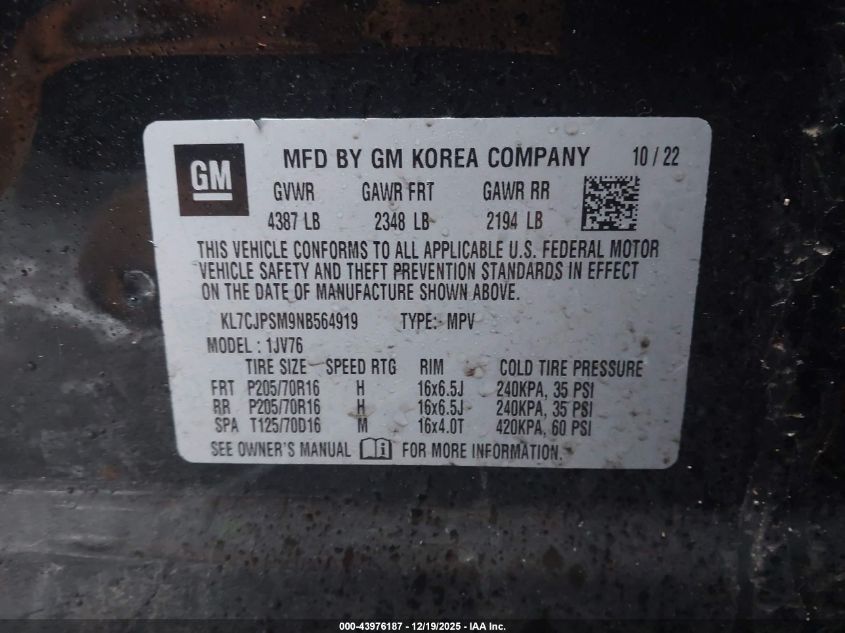 GM
MFD BY GM KOREA COMPANY 10 / 22
GVWR GAWR FRT GAWR RR
4387 LB 2348 LB 2194 LB
THIS VEHICLE CONFORMS TO ALL APPLICABLE U.S. FEDERAL MOTOR
VEHICLE SAFETY AND THEFT PREVENTION STANDARDS IN EFFECT
ON THE DATE OF MANUFACTURE SHOWN ABOVE.
KL7CJPSM9NB564919 TYPE: MPV
MODEL : 1JV76
TIRE SIZE SPEED RTG RIM COLD TIRE PRESSURE
FRT P205/70R16 H 16x6.5J 240KPA, 35 PSI
RR P205/70R16 H 16x6.5J 240KPA, 35 PSI
SPA T125/70D16 M 16x4.0T 420KPA, 60 PSI
SEE OWNER'S MANUAL FOR MORE INFORMATION.
000-43976187 - 12/19/2025 - IAA Inc.